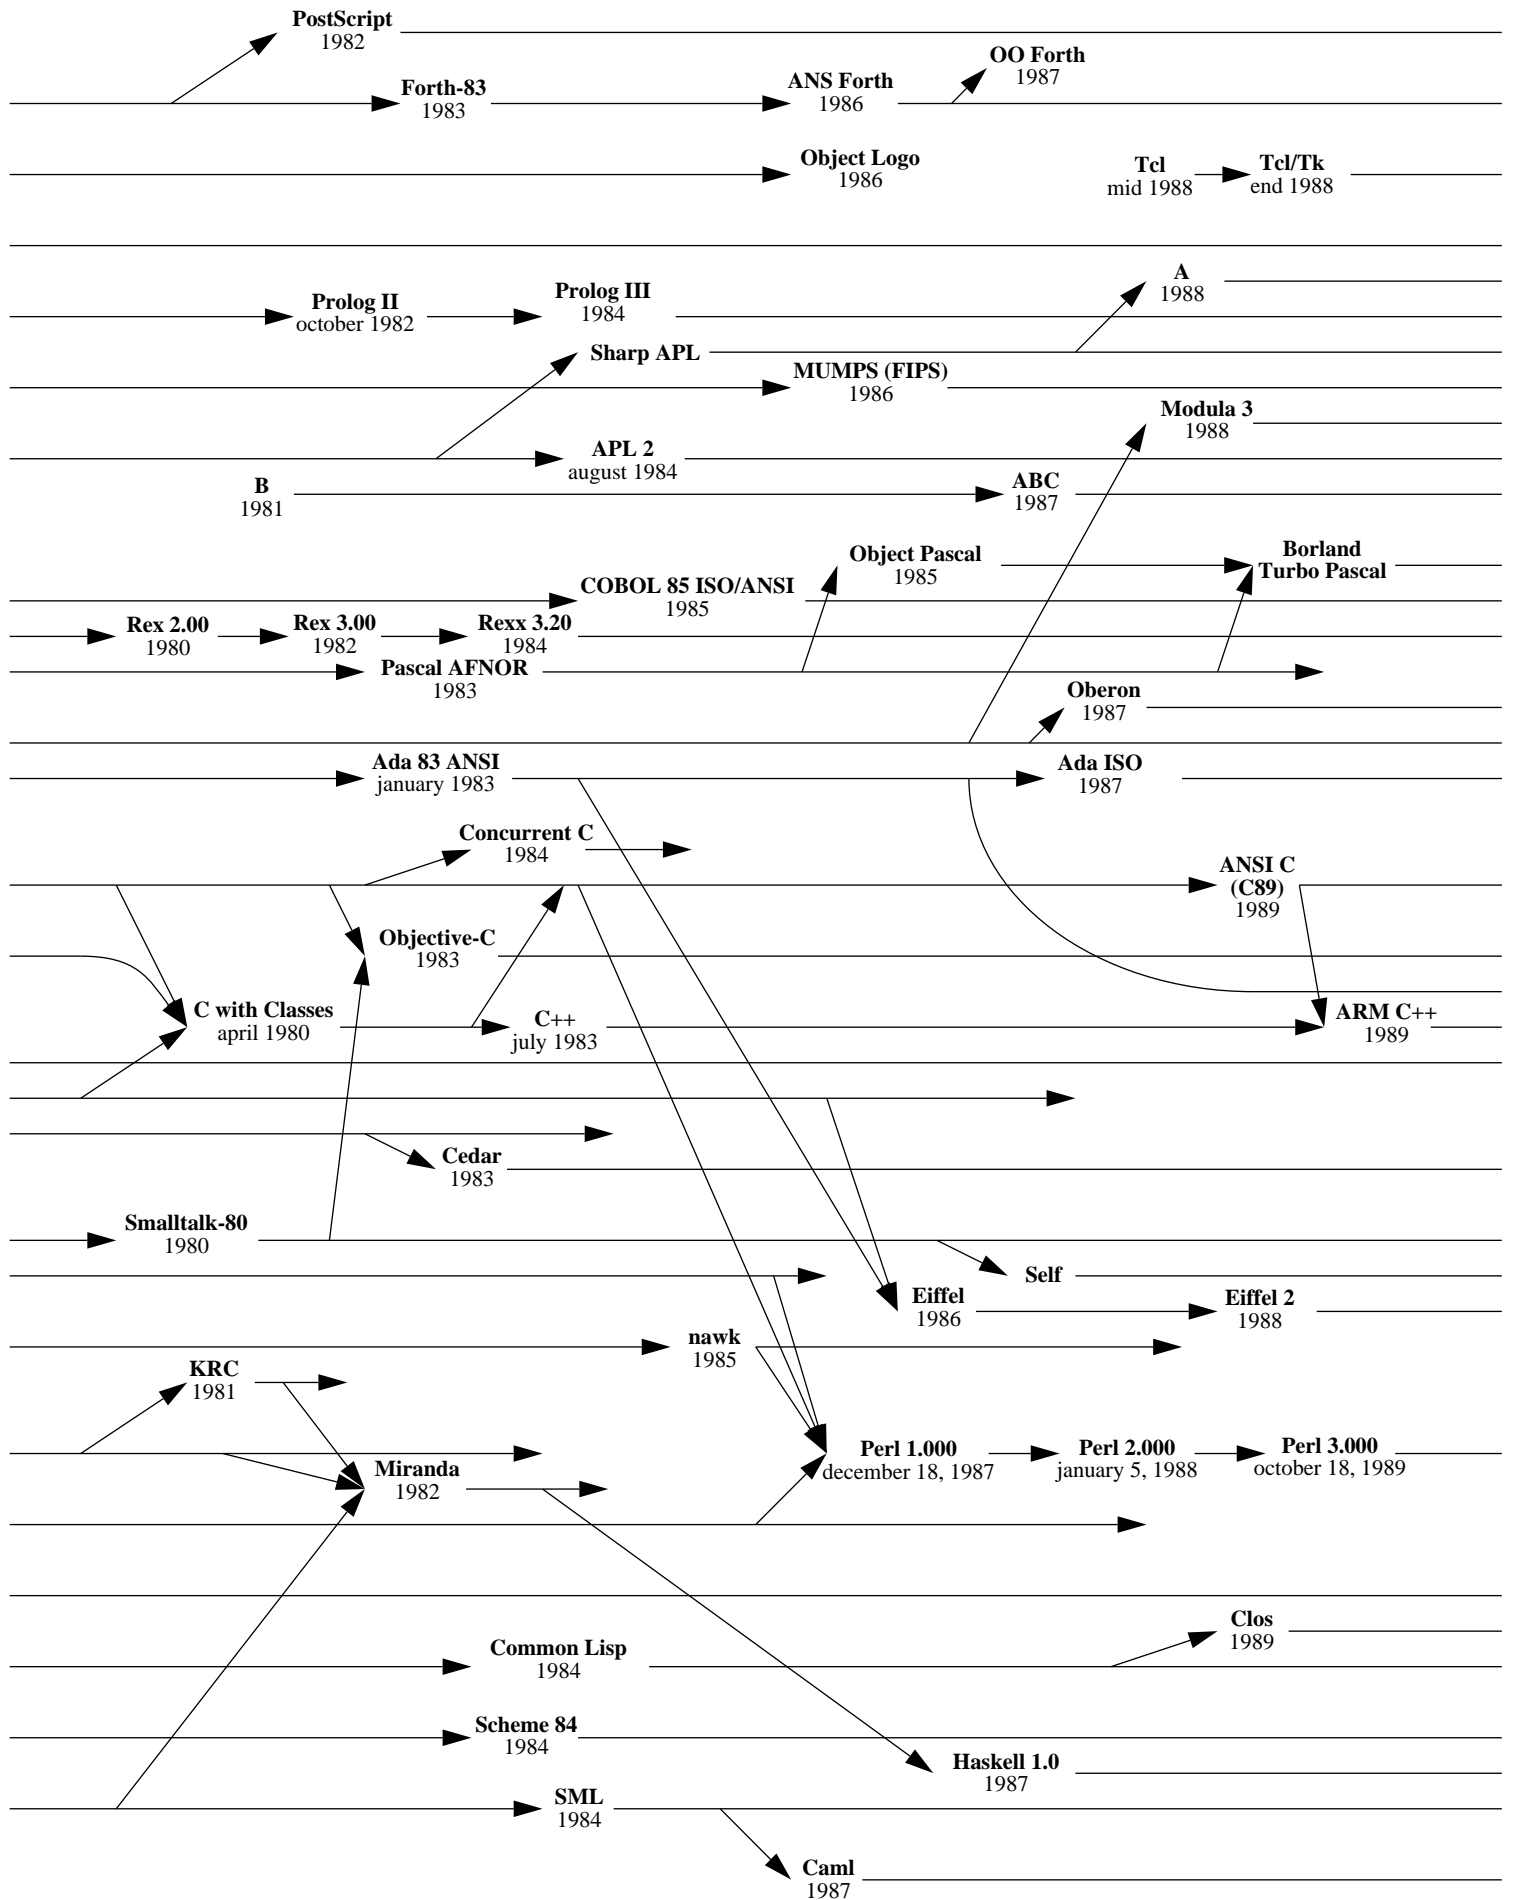 PostScript
1982
OO Forth
1987
Forth-83
1983
ANS Forth
1986
Object Logo
1986
Tcl
mid 1988
Tcl/Tk
end 1988
A
1988
Prolog II
october 1982
Prolog III
1984
Sharp APL
MUMPS (FIPS)
1986
Modula 3
1988
APL 2
august 1984
B
1981
ABC
1987
Object Pascal
1985
Borland
Turbo Pascal
COBOL 85 ISO/ANSI
1985
Rex 2.00
1980
Rex 3.00
1982
Rexx 3.20
1984
Pascal AFNOR
1983
Oberon
1987
Ada 83 ANSI
january 1983
Ada ISO
1987
Concurrent C
1984
ANSI C
(C89)
1989
Objective-C
1983
C with Classes
april 1980
C++
july 1983
ARM C++
1989
Cedar
1983
Smalltalk-80
1980
Self
Eiffel
1986
Eiffel 2
1988
nawk
1985
KRC
1981
Perl 1.000
december 18, 1987
Perl 2.000
january 5, 1988
Perl 3.000
october 18, 1989
Miranda
1982
Clos
1989
Common Lisp
1984
Scheme 84
1984
Haskell 1.0
1987
SML
1984
Caml
1987